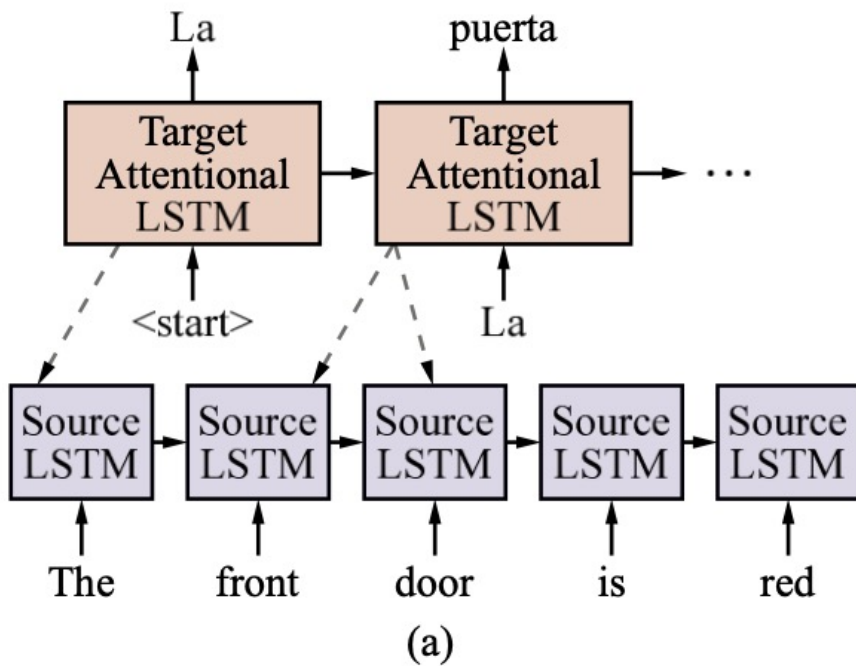 La puerta
Target Attentional LSTM
Target Attentional LSTM
...
<start> La
Source LSTM
Source LSTM
Source LSTM
Source LSTM
Source LSTM
The front door is red
(a)